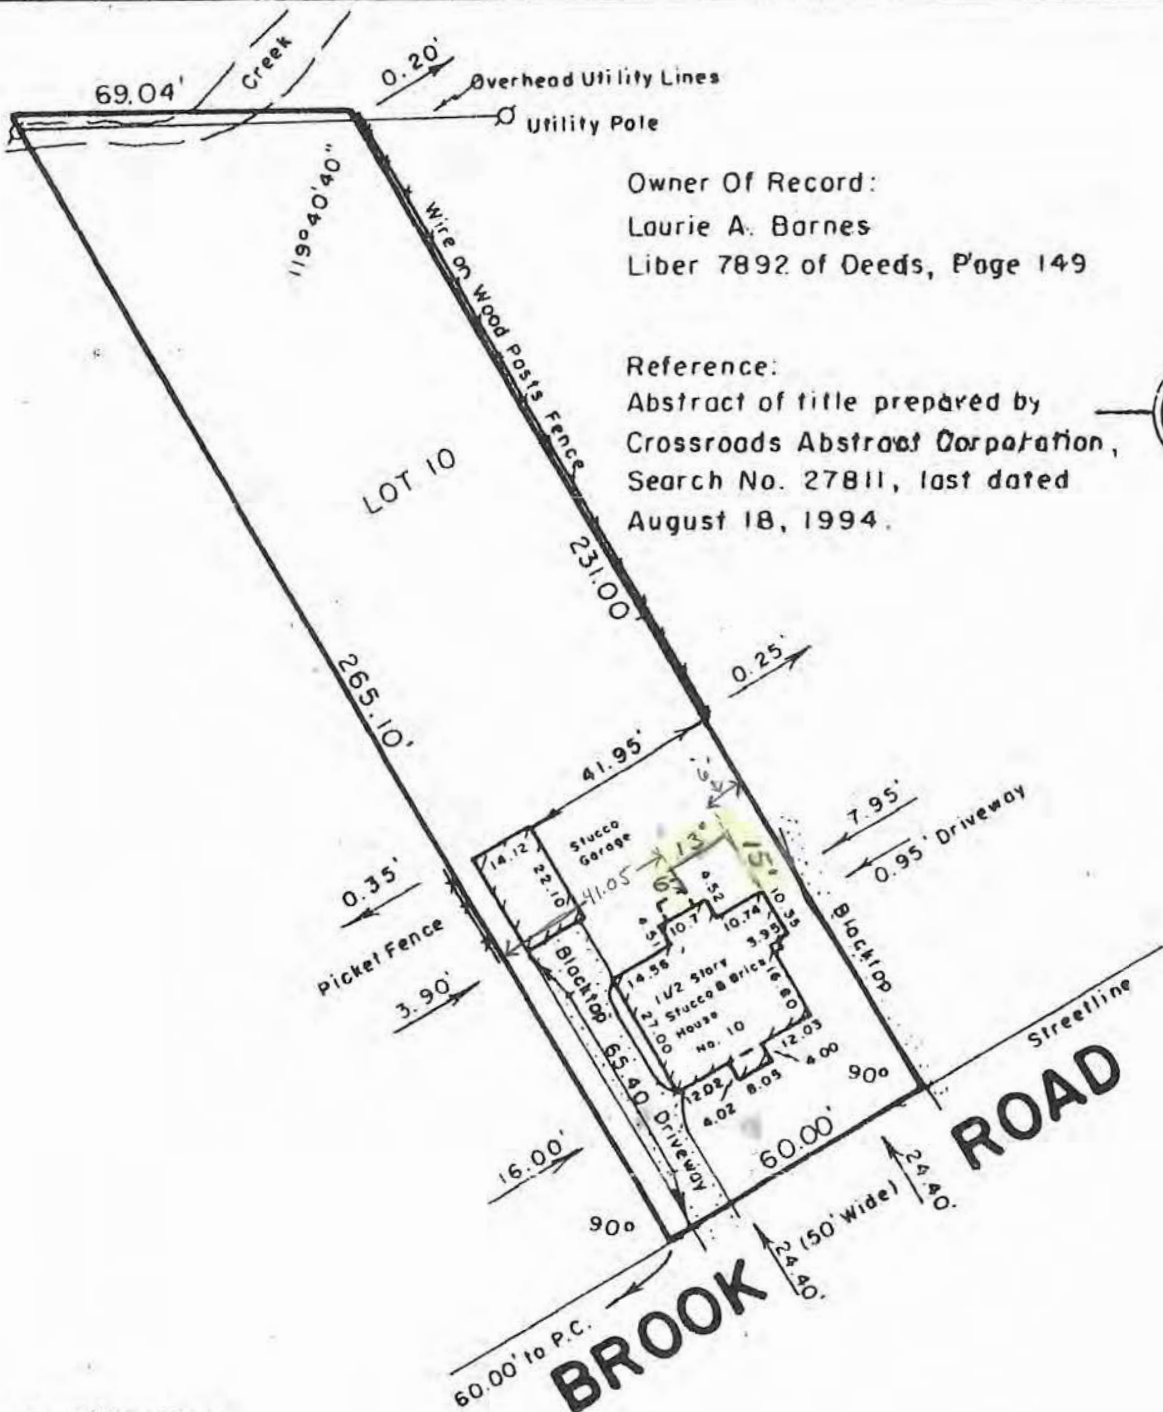 69.04'
Creek
0.20'
Overhead Utility Lines
Utility Pole
119°40'40"
Wire on Wood Posts Fence
Owner Of Record:
Laurie A. Barnes
Liber 7892 of Deeds, Page 149
Reference:
Abstract of title prepared by
Crossroads Abstract Corporation,
Search No. 27811, last dated
August 18, 1994.
LOT 10
231.00'
265.10'
0.25'
41.95'
7.95'
0.95' Driveway
Stucco
Garage
14.12
22.10
41.05
13'
15'
4.52
10.35
0.35'
Picket Fence
3.90'
4.51
10.7
10.74
3.95
14.56
1 1/2 Story
Stucco & Brick
House
No. 10
27.00
16.60
Blacktop
Blacktop
65.40
Driveway
12.02
4.02
8.05
4.00
12.03
90°
Streetline
16.00'
90°
60.00'
24.40'
(50' Wide)
24.40'
60.00' to P.C.
BROOK ROAD